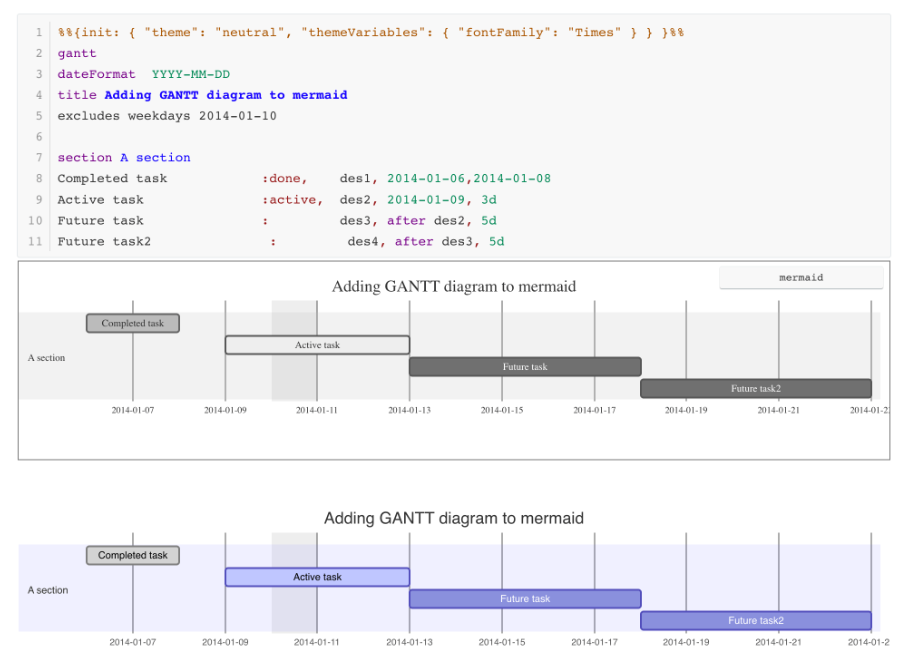 1 %%{init: { "theme": "neutral", "themeVariables": { "fontFamily": "Times" } } }%%
2 gantt
3 dateFormat  YYYY-MM-DD
4 title Adding GANTT diagram to mermaid
5 excludes weekdays 2014-01-10
6
7 section A section
8 Completed task            :done,    des1, 2014-01-06,2014-01-08
9 Active task               :active,  des2, 2014-01-09, 3d
10 Future task               :         des3, after des2, 5d
11 Future task2               :         des4, after des3, 5d
mermaid
Adding GANTT diagram to mermaid
Completed task
Active task
A section
Future task
Future task2
2014-01-07 2014-01-09 2014-01-11 2014-01-13 2014-01-15 2014-01-17 2014-01-19 2014-01-21 2014-01-2
Adding GANTT diagram to mermaid
Completed task
Active task
A section
Future task
Future task2
2014-01-07 2014-01-09 2014-01-11 2014-01-13 2014-01-15 2014-01-17 2014-01-19 2014-01-21 2014-01-2